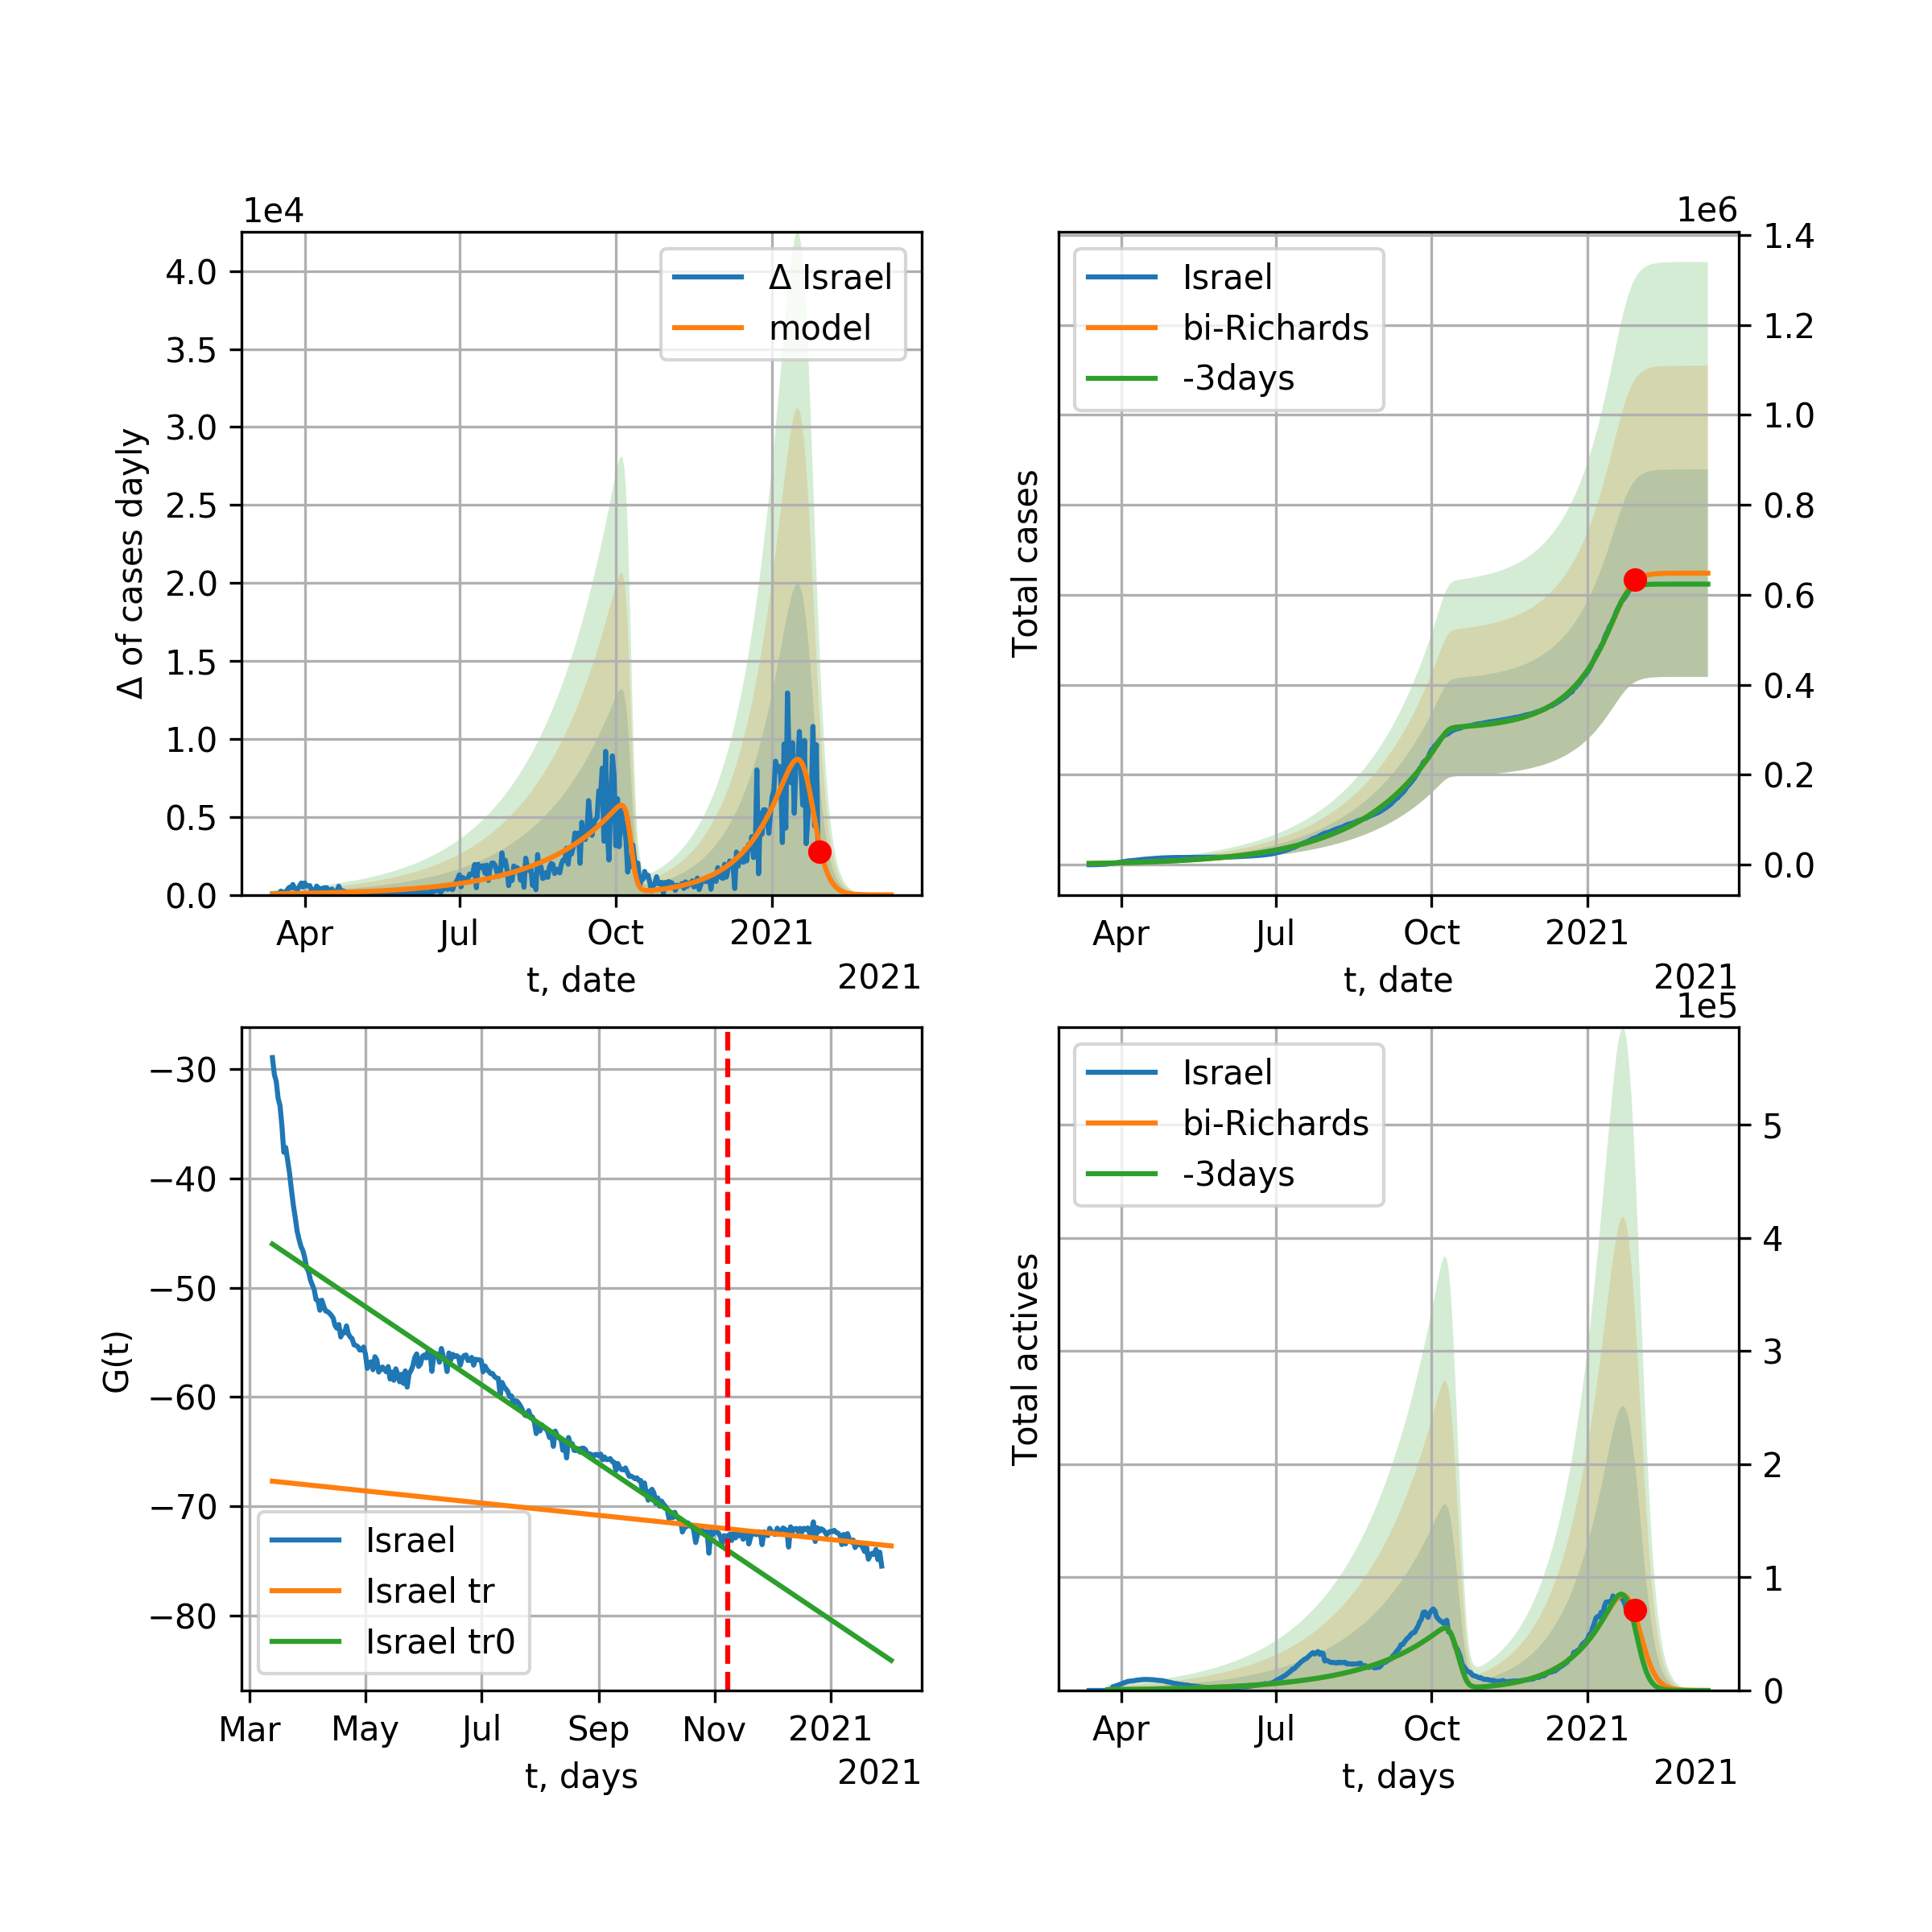 1e4
4.0
3.5
3.0
2.5
2.0
1.5
1.0
0.5
0.0
Δ of cases dayly
Δ Israel
model
Apr Jul Oct 2021
t, date
2021
1e6
1.4
1.2
1.0
0.8
0.6
0.4
0.2
0.0
Total cases
Israel
bi-Richards
-3days
Apr Jul Oct 2021
t, date
2021
−30
−40
−50
−60
−70
−80
G(t)
Israel
Israel tr
Israel tr0
Mar May Jul Sep Nov 2021
t, days
2021
1e5
5
4
3
2
1
0
Total actives
Israel
bi-Richards
-3days
Apr Jul Oct 2021
t, days
2021